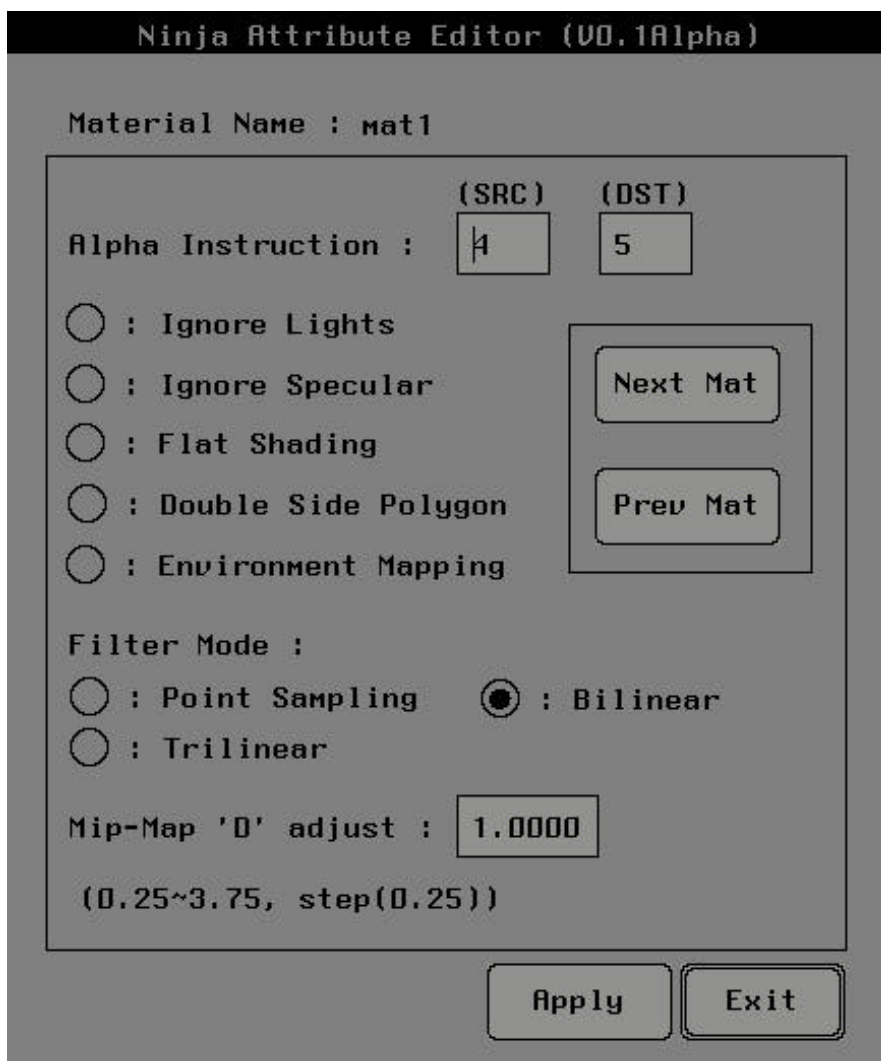 Ninja Attribute Editor (V0.1Alpha)
Material Name : mat1
(SRC) (DST)
Alpha Instruction : 4 5
: Ignore Lights
: Ignore Specular
: Flat Shading
: Double Side Polygon
: Environment Mapping
Next Mat
Prev Mat
Filter Mode :
: Point Sampling : Bilinear
: Trilinear
Mip-Map 'D' adjust : 1.0000
(0.25~3.75, step(0.25))
Apply Exit